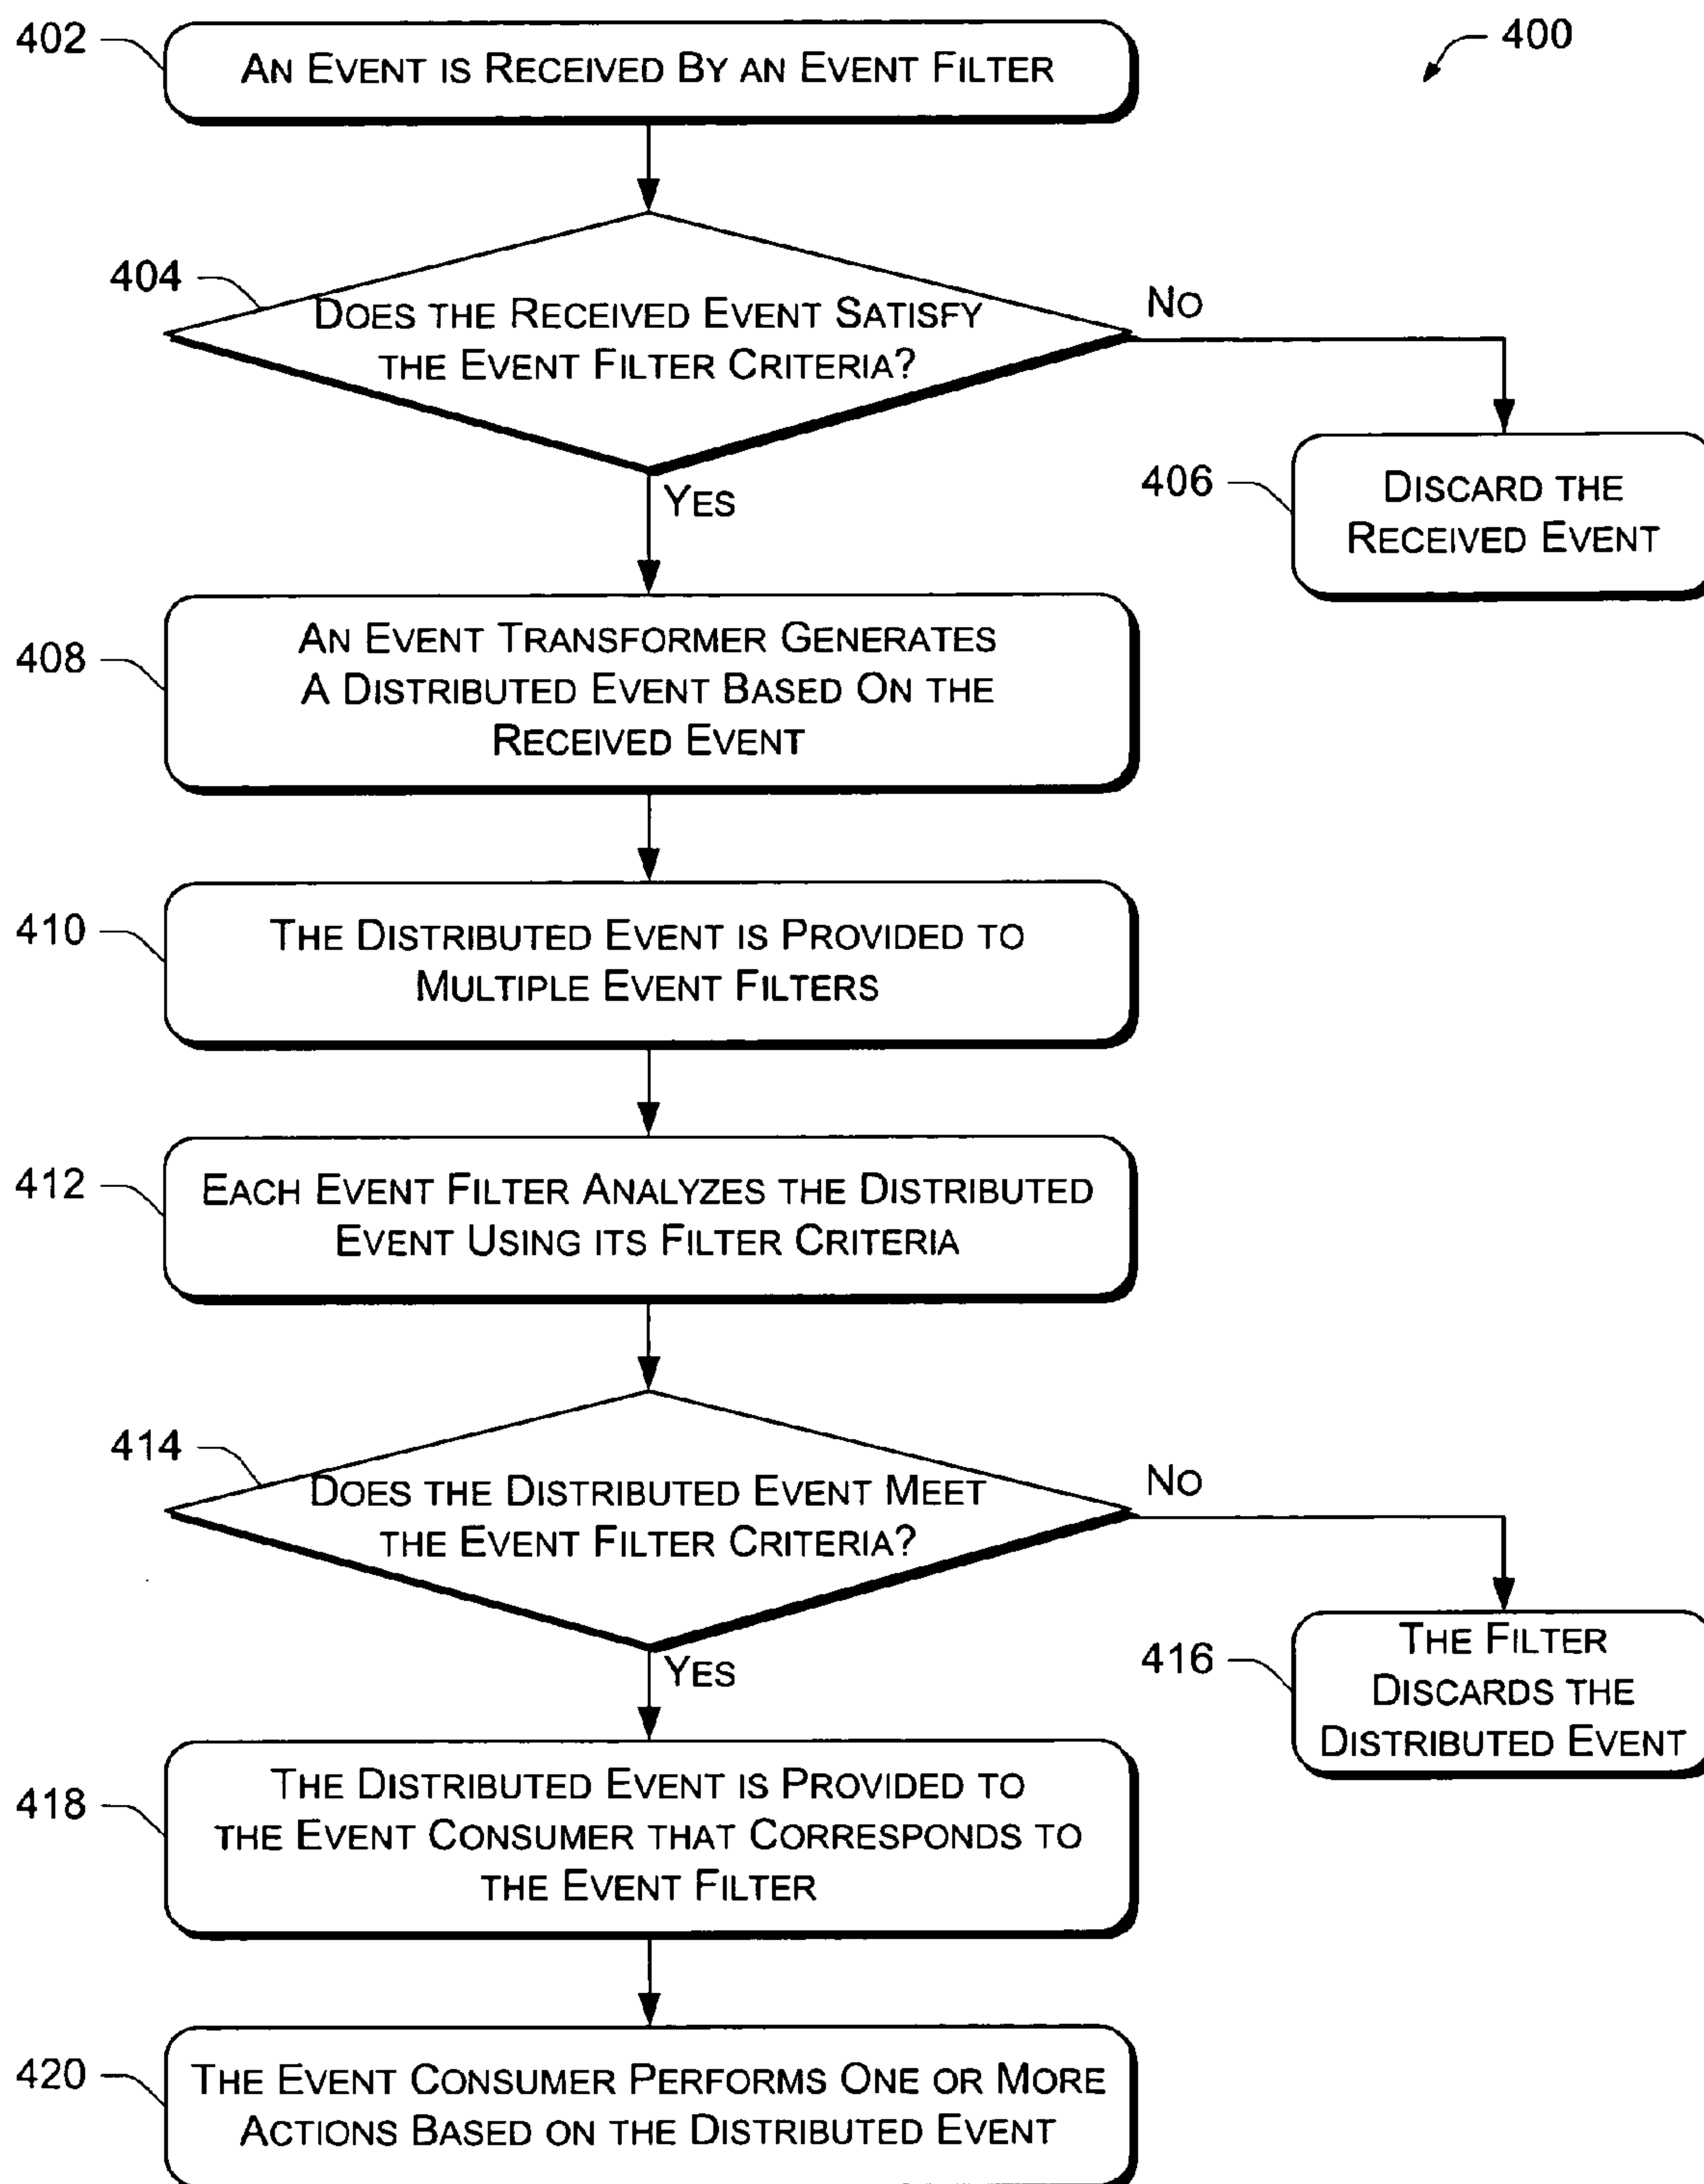 402
AN EVENT IS RECEIVED BY AN EVENT FILTER
400
404
DOES THE RECEIVED EVENT SATISFY
THE EVENT FILTER CRITERIA?
NO
YES
406
DISCARD THE
RECEIVED EVENT
408
AN EVENT TRANSFORMER GENERATES
A DISTRIBUTED EVENT BASED ON THE
RECEIVED EVENT
410
THE DISTRIBUTED EVENT IS PROVIDED TO
MULTIPLE EVENT FILTERS
412
EACH EVENT FILTER ANALYZES THE DISTRIBUTED
EVENT USING ITS FILTER CRITERIA
414
DOES THE DISTRIBUTED EVENT MEET
THE EVENT FILTER CRITERIA?
NO
YES
416
THE FILTER
DISCARDS THE
DISTRIBUTED EVENT
418
THE DISTRIBUTED EVENT IS PROVIDED TO
THE EVENT CONSUMER THAT CORRESPONDS TO
THE EVENT FILTER
420
THE EVENT CONSUMER PERFORMS ONE OR MORE
ACTIONS BASED ON THE DISTRIBUTED EVENT